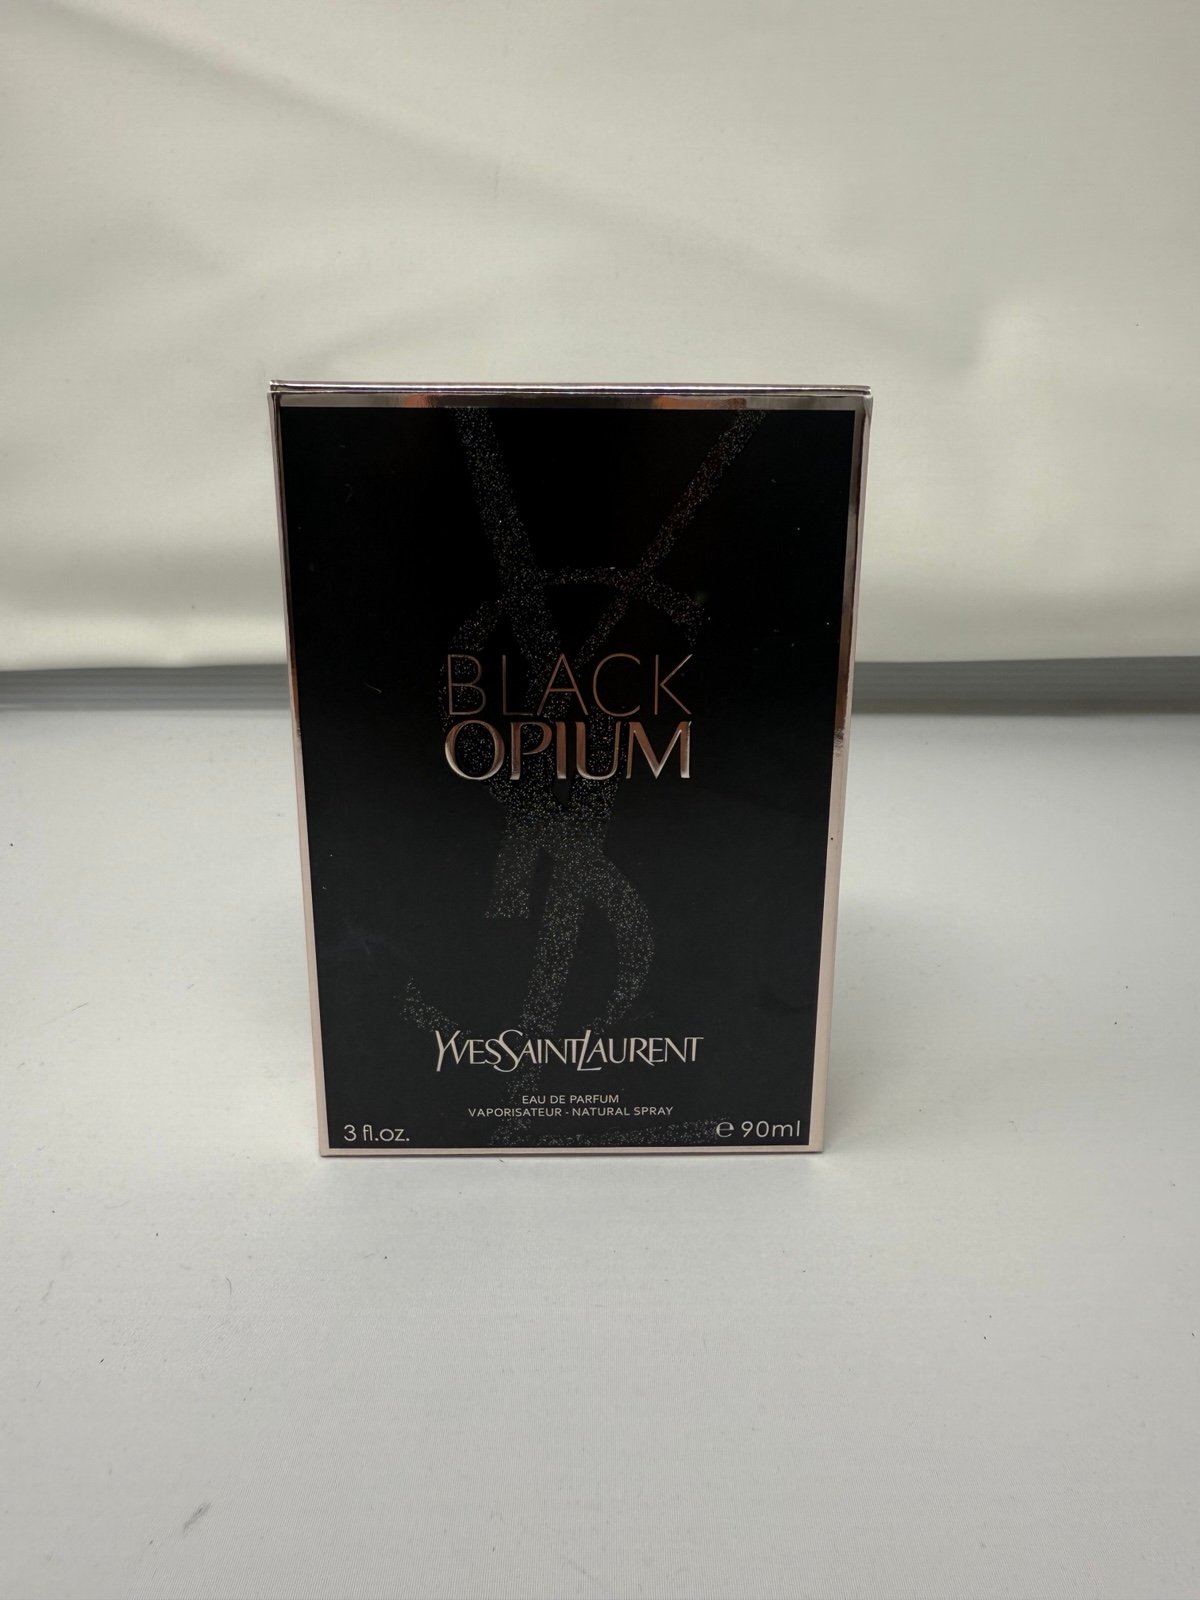 BLACK
OPIUM
YVESSAINTLAURENT
EAU DE PARFUM
VAPORISATEUR - NATURAL SPRAY
3 fl.oz.
℮ 90ml